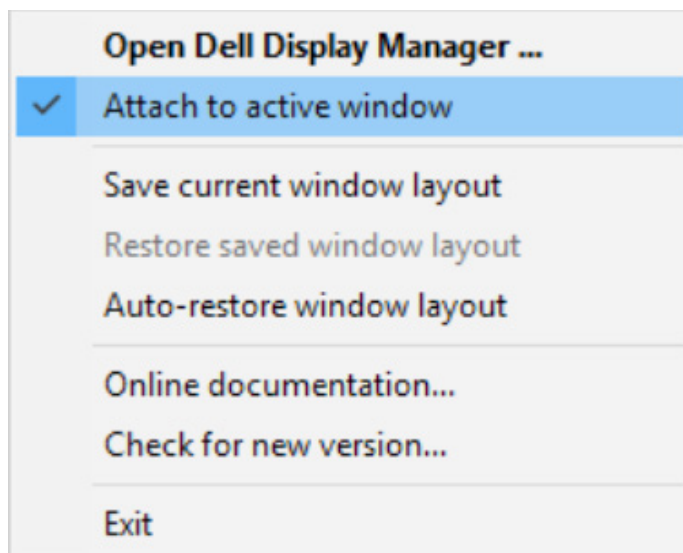 Open Dell Display Manager ...
Attach to active window
Save current window layout
Restore saved window layout
Auto-restore window layout
Online documentation...
Check for new version...
Exit